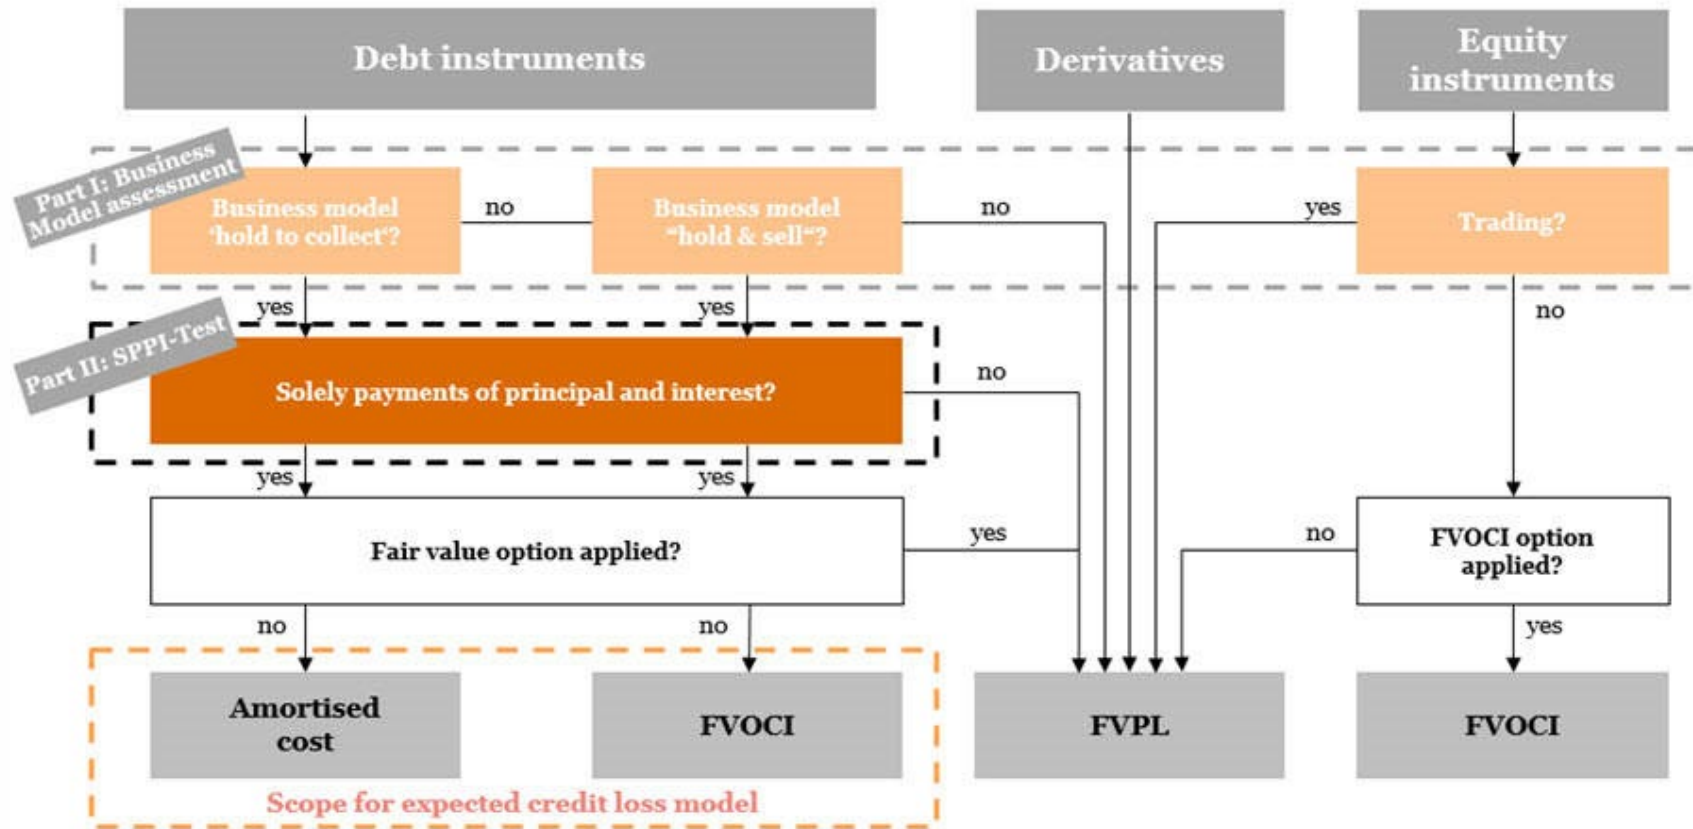 Debt instruments
Derivatives
Equity
instruments
Part I: Business
Model assessment
Business model
'hold to collect'?
no
Business model
"hold & sell"?
no
yes
Trading?
yes
yes
no
Part II: SPPI-Test
Solely payments of principal and interest?
no
yes
yes
Fair value option applied?
yes
no
FVOCI option
applied?
no
no
yes
Amortised
cost
FVOCI
FVPL
FVOCI
Scope for expected credit loss model